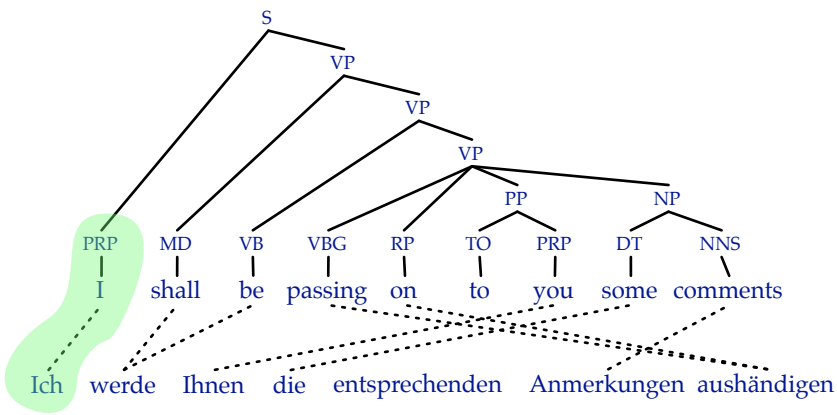 S
VP
VP
VP
PP NP
PRP MD VB VBG RP TO PRP DT NNS
I shall be passing on to you some comments
Ich werde Ihnen die entsprechenden Anmerkungen aushändigen